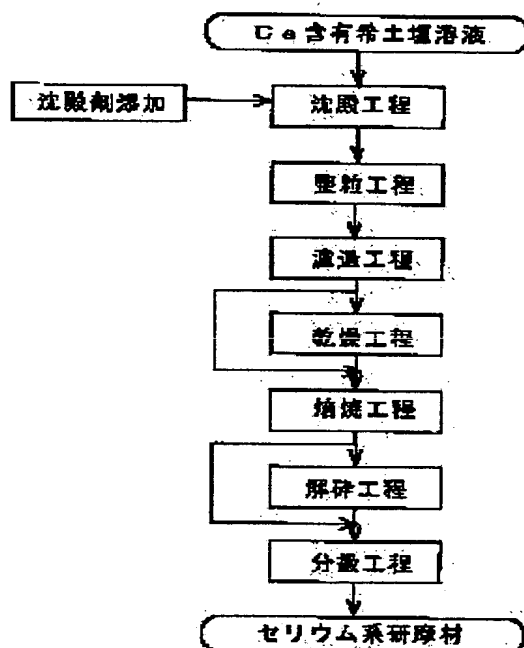 Ce含有希土塩溶液
沈殿剤添加
沈殿工程
整粒工程
濾過工程
乾燥工程
焙焼工程
解砕工程
分級工程
セリウム系研摩材